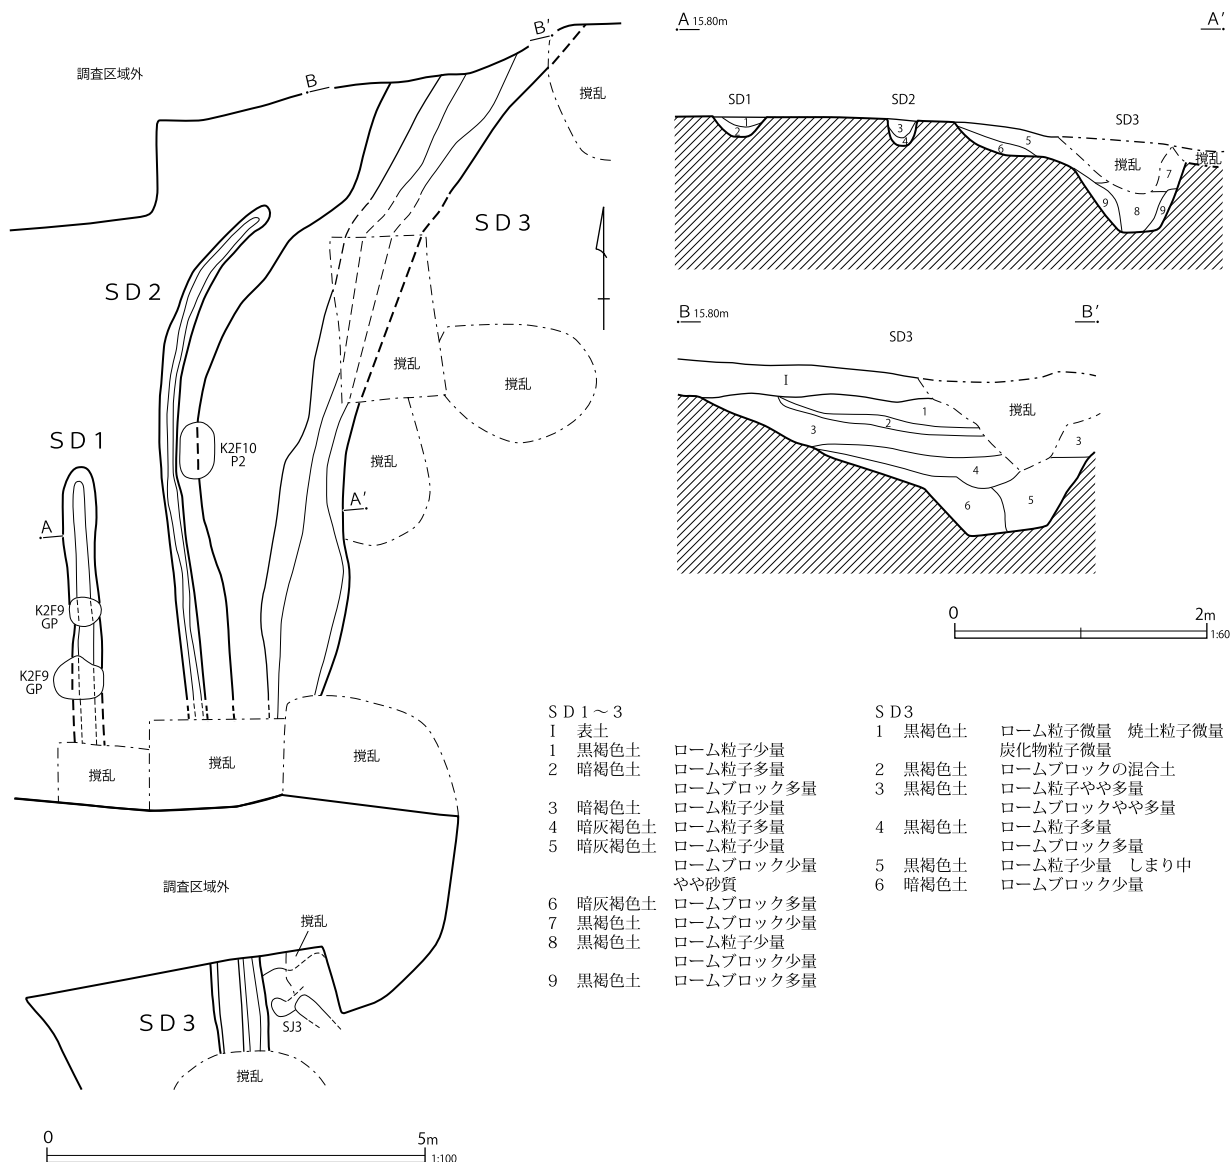 調査区域外
B
B'
撹乱
SD3
SD2
撹乱
撹乱
SD1
K2F10
P2
撹乱
A
A'
K2F9
GP
K2F9
GP
撹乱
撹乱
撹乱
調査区域外
撹乱
SD3
SJ3
撹乱
0
5m
1:100
A 15.80m
A'
SD1
SD2
SD3
1
2
3
4
5
6
撹乱
撹乱
7
8
9
9
B 15.80m
B'
SD3
I
1
2
3
撹乱
3
4
5
6
0
2m
1:60
SD1～3
I 表土
1 黒褐色土 ローム粒子少量
2 暗褐色土 ローム粒子多量
ロームブロック多量
3 暗褐色土 ローム粒子少量
4 暗灰褐色土 ローム粒子多量
5 暗灰褐色土 ローム粒子少量
ロームブロック少量
やや砂質
6 暗灰褐色土 ロームブロック多量
7 黒褐色土 ロームブロック少量
8 黒褐色土 ローム粒子少量
ロームブロック少量
9 黒褐色土 ロームブロック多量
SD3
1 黒褐色土 ローム粒子微量 焼土粒子微量
炭化物粒子微量
2 黒褐色土 ロームブロックの混合土
3 黒褐色土 ローム粒子やや多量
ロームブロックやや多量
4 黒褐色土 ローム粒子多量
ロームブロック多量
5 黒褐色土 ローム粒子少量 しまり中
6 暗褐色土 ロームブロック少量